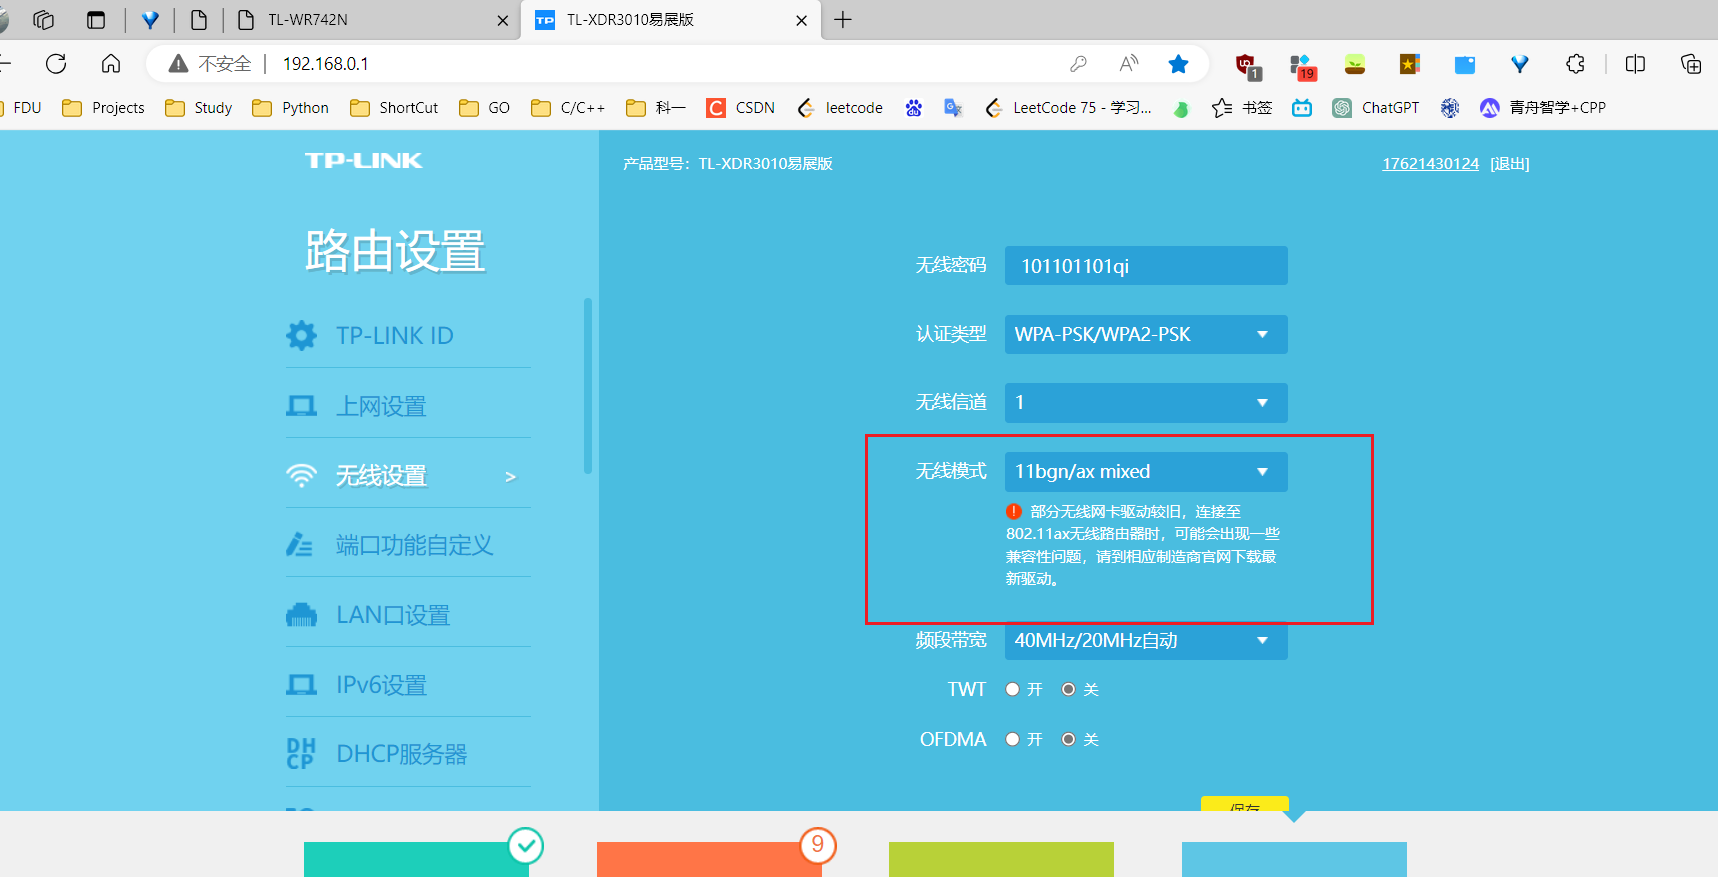 TL-WR742N
TP TL-XDR3010易展版
不安全 192.168.0.1
1
19
FDU Projects Study Python ShortCut GO C/C++ 科一 C CSDN leetcode du LeetCode 75 - 学习... 书签 ChatGPT 青舟智学+CPP
TP-LINK
产品型号：TL-XDR3010易展版
17621430124 [退出]
路由设置
TP-LINK ID
上网设置
无线设置 >
端口功能自定义
LAN口设置
IPv6设置
DHCP DHCP服务器
无线密码 101101101qi
认证类型 WPA-PSK/WPA2-PSK
无线信道 1
无线模式 11bgn/ax mixed
! 部分无线网卡驱动较旧，连接至
802.11ax无线路由器时，可能会出现一些
兼容性问题，请到相应制造商官网下载最
新驱动。
频段带宽 40MHz/20MHz自动
TWT 开 关
OFDMA 开 关
保存
9